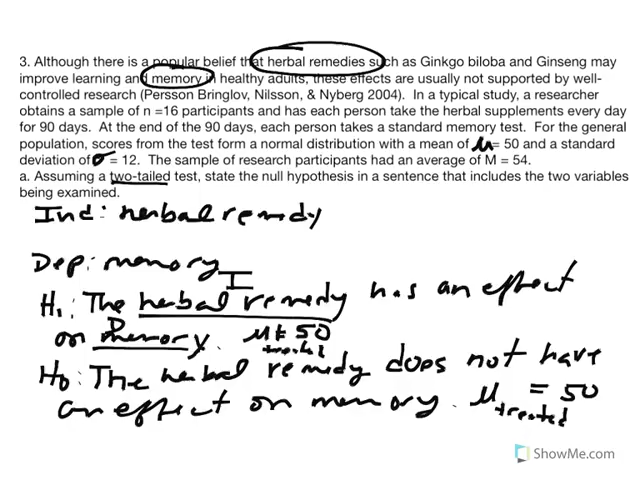 3. Although there is a popular belief that herbal remedies such as Ginkgo biloba and Ginseng may
improve learning and memory in healthy adults, these effects are usually not supported by well-
controlled research (Persson Bringlov, Nilsson, & Nyberg 2004). In a typical study, a researcher
obtains a sample of n =16 participants and has each person take the herbal supplements every day
for 90 days. At the end of the 90 days, each person takes a standard memory test. For the general
population, scores from the test form a normal distribution with a mean of μ = 50 and a standard
deviation of σ = 12. The sample of research participants had an average of M = 54.
a. Assuming a two-tailed test, state the null hypothesis in a sentence that includes the two variables
being examined.
Ind: herbal remedy
Dep: memory
I
H₁: The herbal remedy has an effect
D
on memory. μ ≠ 50
treated
H₀: The herbal remedy does not have
an effect on memory. μ = 50
treated
ShowMe.com